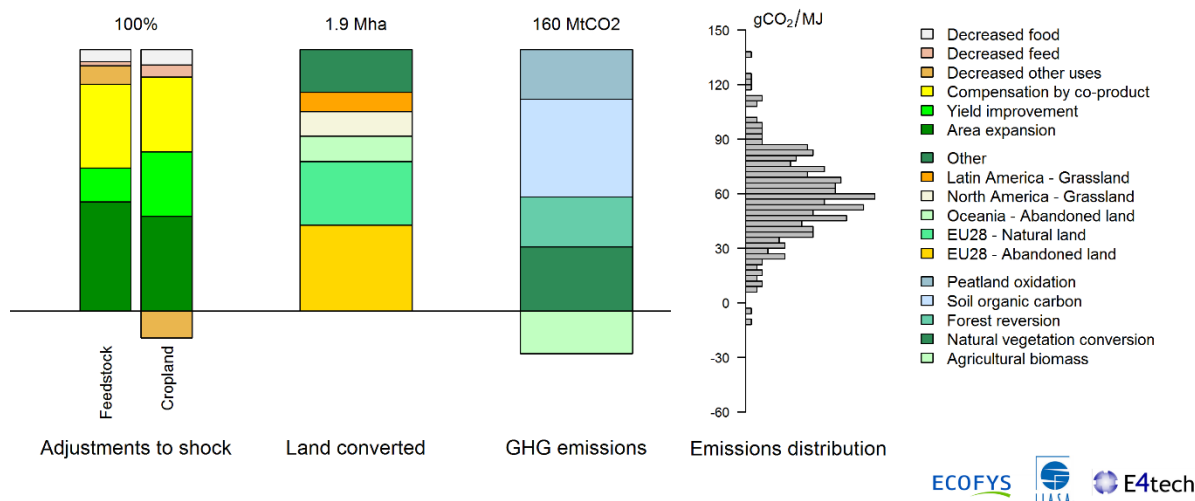 100%
1.9 Mha
160 MtCO2
gCO₂/MJ
150
120
90
60
30
0
-30
-60
Feedstock
Cropland
Adjustments to shock
Land converted
GHG emissions
Emissions distribution
Decreased food
Decreased feed
Decreased other uses
Compensation by co-product
Yield improvement
Area expansion
Other
Latin America - Grassland
North America - Grassland
Oceania - Abandoned land
EU28 - Natural land
EU28 - Abandoned land
Peatland oxidation
Soil organic carbon
Forest reversion
Natural vegetation conversion
Agricultural biomass
ECOFYS
IIASA
E4tech